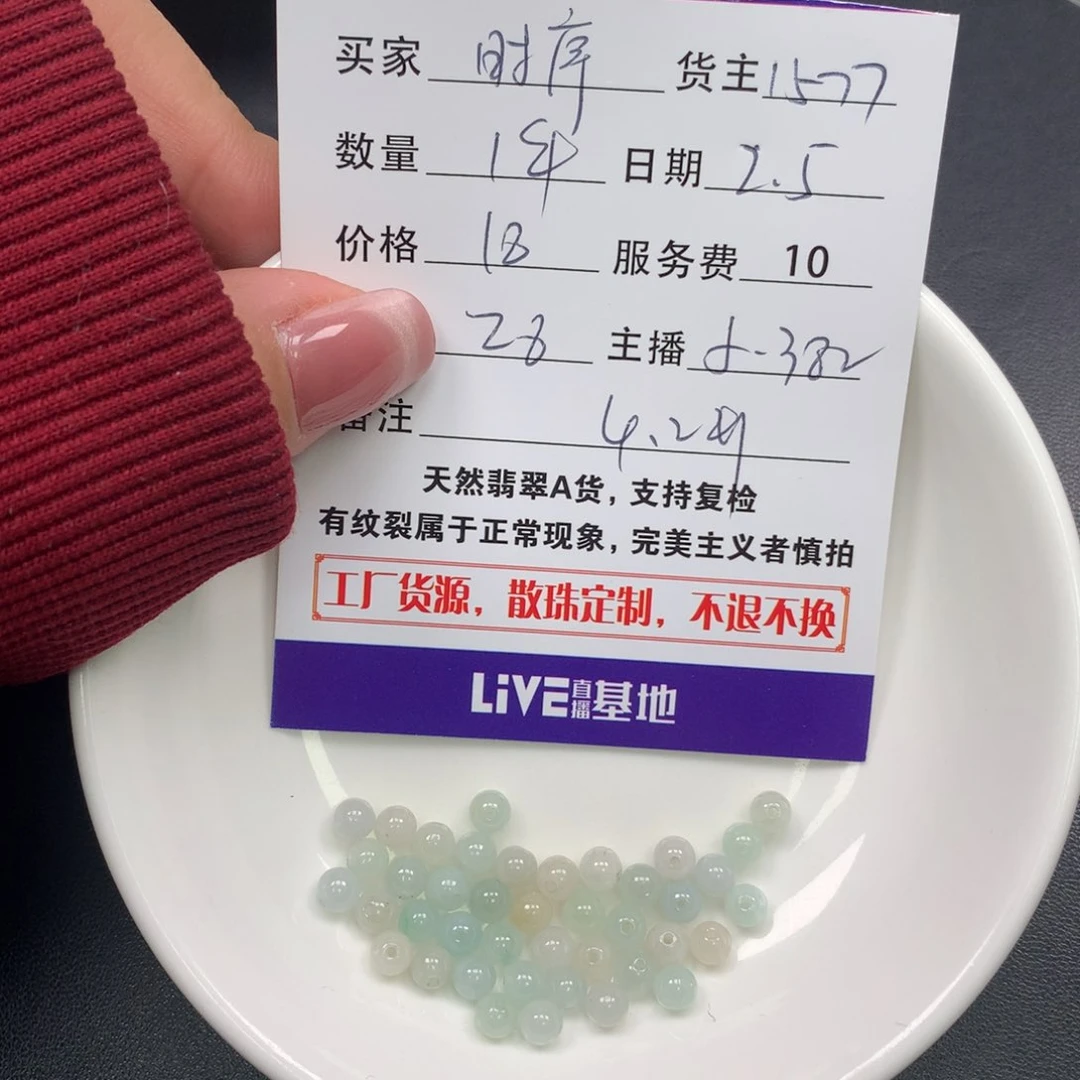 买家 时序 货主 1577
数量 1串 日期 2.5
价格 18 服务费 10
28 主播 
备注 4.2
天然翡翠A货，支持复检
有纹裂属于正常现象，完美主义者慎拍
工厂货源，散珠定制，不退不换
LiVE直播基地